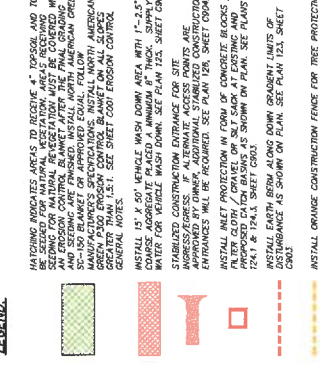 LEGEND:
HATCHING INDICATES AREAS TO RECEIVE 4" TOPSOIL AND TO
BE SEEDED FOR NATURAL VEGETATION. AREAS RECEIVING
SEEDING FOR NATURAL REVEGETATION MUST BE COVERED WI
AN EROSION CONTROL BLANKET AFTER THE FINAL GRADING
AND SEEDING ARE FINISHED. INSTALL NORTH AMERICAN GREE
SC-150 BLANKET OR APPROVED EQUAL. FOLLOW
MANUFACTURER'S SPECIFICATIONS. INSTALL NORTH AMERICAN
GREEN P300 EROSION CONTROL BLANKET ON ALL SLOPES
GREATER THAN 3.5:1. SEE SHEET C001 EROSION CONTROL
GENERAL NOTES.
INSTALL 15' X 50' VEHICLE WASH DOWN AREA WITH 1"-2.5"
COARSE AGGREGATE PLACED A MINIMUM 8" THICK. SUPPLY
WATER FOR VEHICLE WASH DOWN. SEE PLAN 125, SHEET C90
STABILIZED CONSTRUCTION ENTRANCE FOR SITE
INGRESS/EGRESS. IF ALTERNATE ACCESS POINTS ARE
APPROVED BY OWNER, ADDITIONAL STABILIZED CONSTRUCTION
ENTRANCES WILL BE REQUIRED. SEE PLAN 126, SHEET C904
INSTALL INLET PROTECTION IN FORM OF CONCRETE BLOCKS
FILTER CLOTH / GRAVEL OR SILT SACK AT EXISTING AND
PROPOSED CATCH BASINS AS SHOWN ON PLAN. SEE PLANS
124.1 & 124.5, SHEET C903.
INSTALL EARTH BERM ALONG DOWN GRADIENT LIMITS OF
DISTURBANCE AS SHOWN ON PLAN. SEE PLAN 123, SHEET
C903.
INSTALL ORANGE CONSTRUCTION FENCE FOR TREE PROTECTION